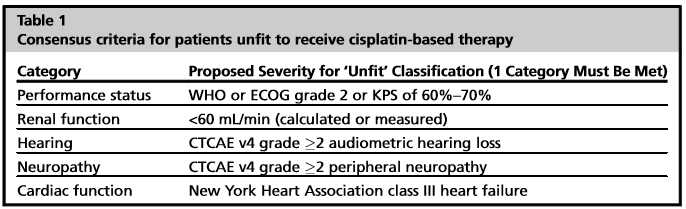 Table 1
Consensus criteria for patients unfit to receive cisplatin-based therapy
Category Proposed Severity for ‘Unfit’ Classification (1 Category Must Be Met)
Performance status WHO or ECOG grade 2 or KPS of 60%–70%
Renal function <60 mL/min (calculated or measured)
Hearing CTCAE v4 grade ≥2 audiometric hearing loss
Neuropathy CTCAE v4 grade ≥2 peripheral neuropathy
Cardiac function New York Heart Association class III heart failure